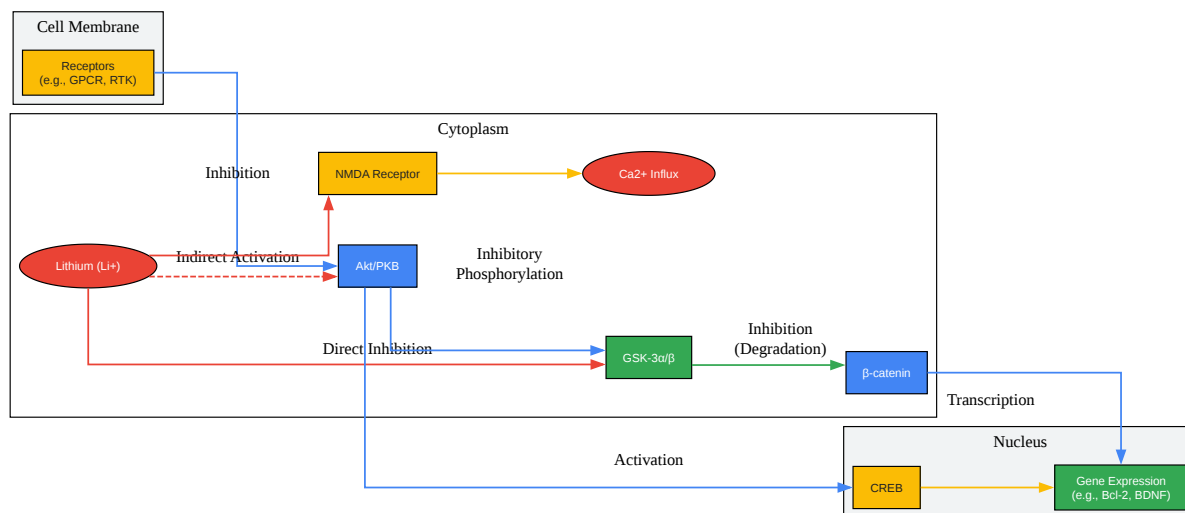 Cell Membrane
Receptors
(e.g., GPCR, RTK)
Cytoplasm
Inhibition
NMDA Receptor
Ca2+ Influx
Lithium (Li+)
Indirect Activation
Akt/PKB
Inhibitory
Phosphorylation
Direct Inhibition
GSK-3α/β
Inhibition
(Degradation)
β-catenin
Transcription
Nucleus
Activation
CREB
Gene Expression
(e.g., Bcl-2, BDNF)